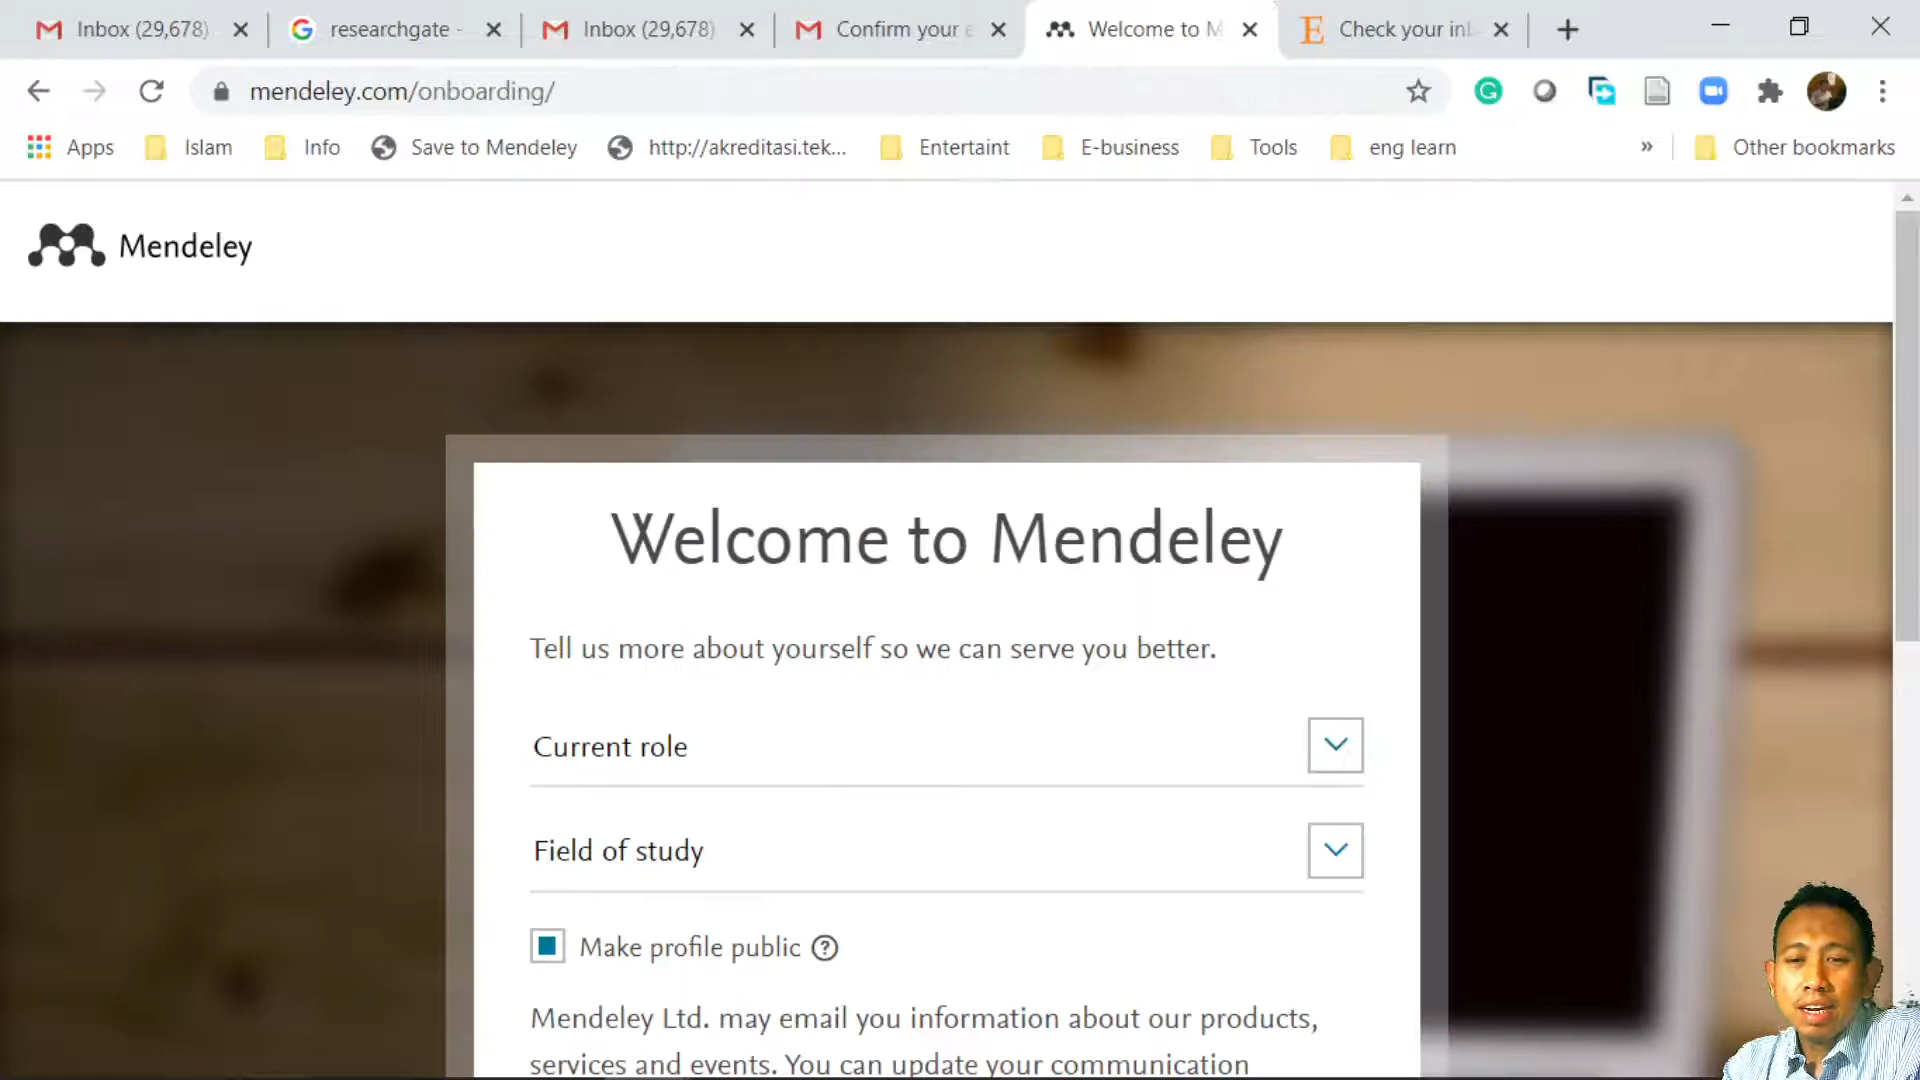 Inbox (29,678)
researchgate -
Inbox (29,678)
Confirm your e
Welcome to M
Check your inb
mendeley.com/onboarding/
Apps
Islam
Info
Save to Mendeley
http://akreditasi.tek...
Entertaint
E-business
Tools
eng learn
»
Other bookmarks
Mendeley
Welcome to Mendeley
Tell us more about yourself so we can serve you better.
Current role
Field of study
Make profile public ?
Mendeley Ltd. may email you information about our products,
services and events. You can update your communication